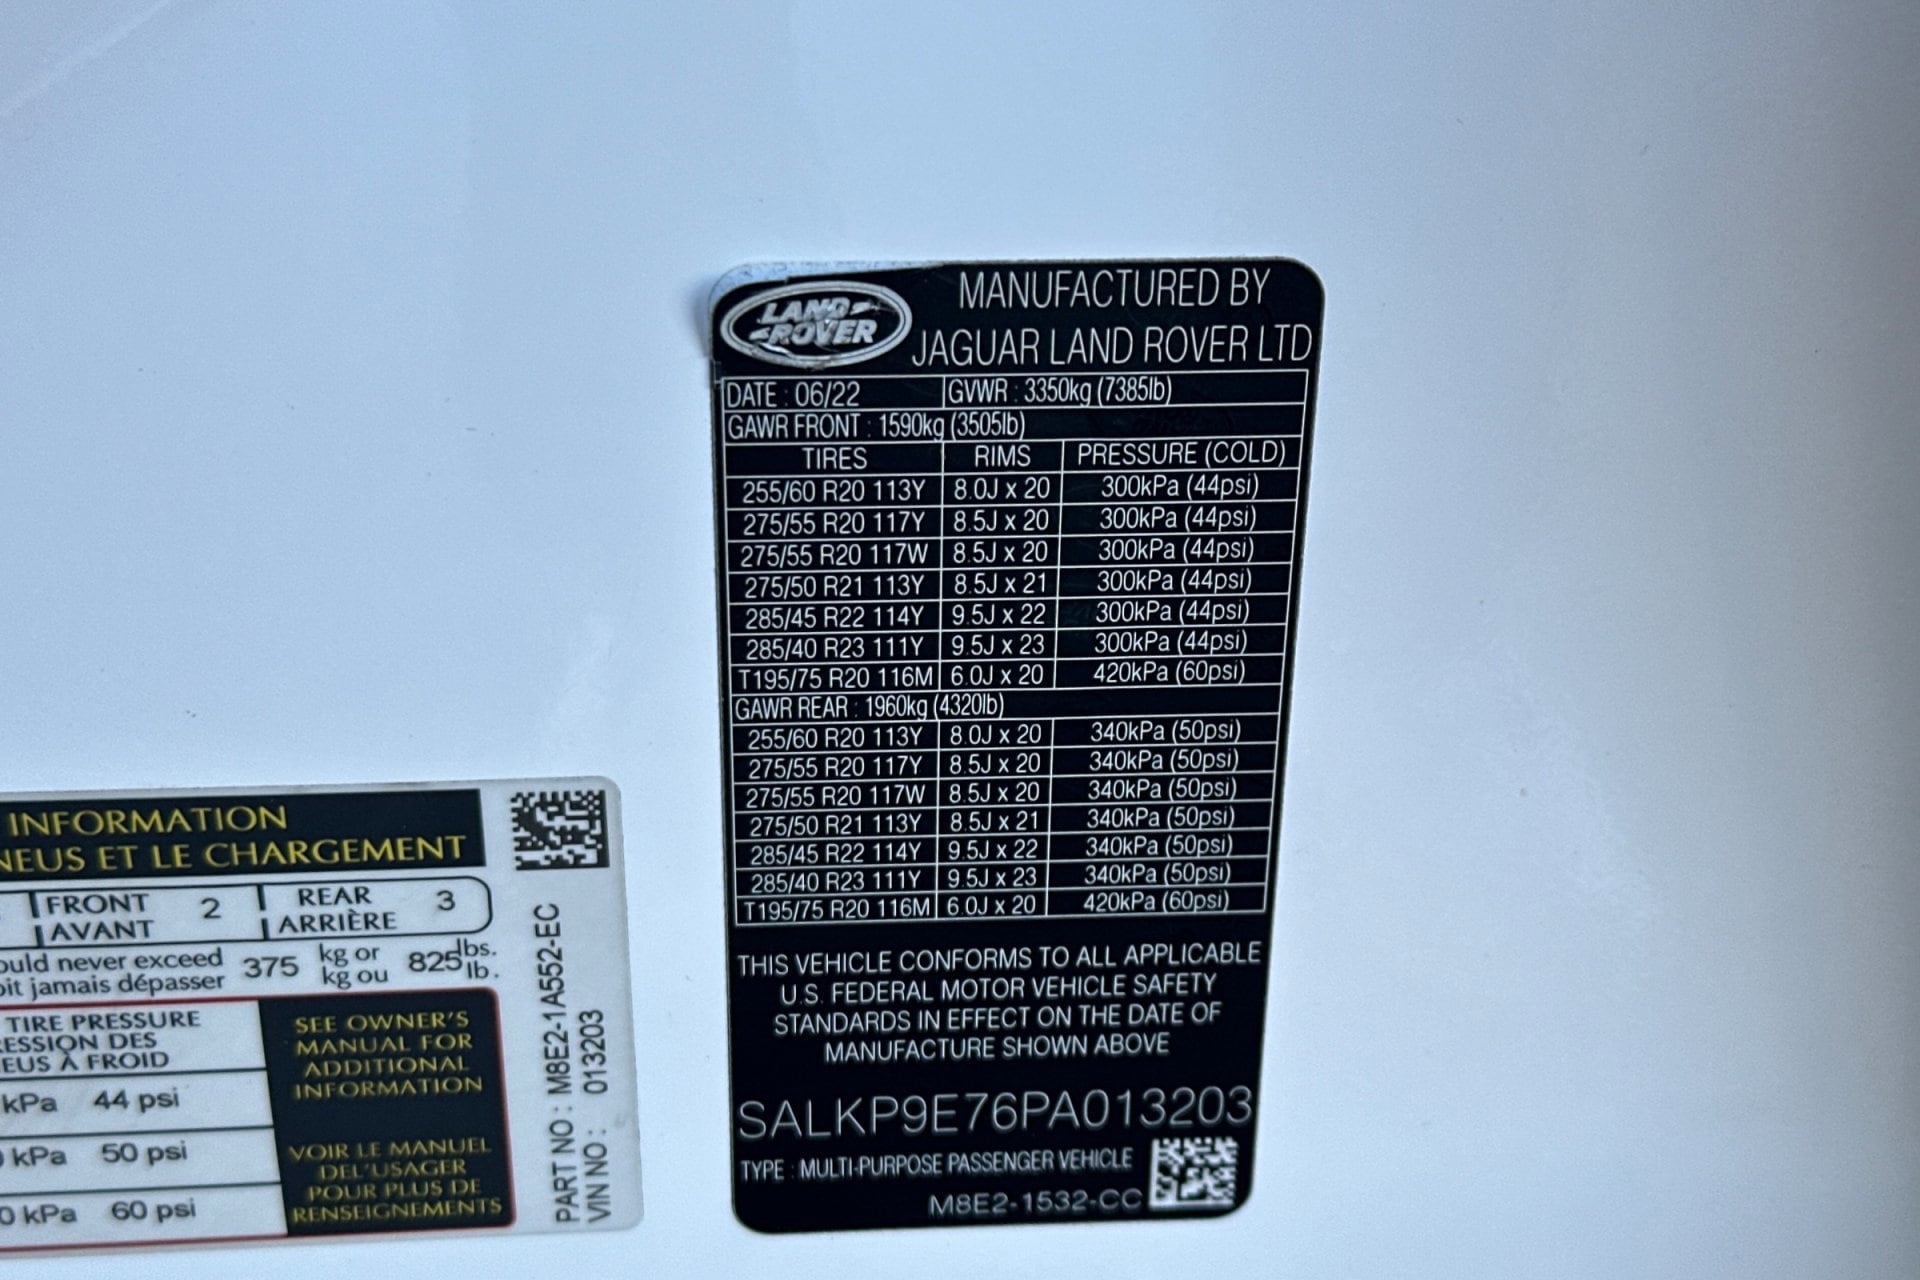 LAND
ROVER
MANUFACTURED BY
JAGUAR LAND ROVER LTD
DATE : 06/22 GVWR : 3350kg (7385lb)
GAWR FRONT : 1590kg (3505lb)
TIRES RIMS PRESSURE (COLD)
255/60 R20 113Y 8.0J x 20 300kPa (44psi)
275/55 R20 117Y 8.5J x 20 300kPa (44psi)
275/55 R20 117W 8.5J x 20 300kPa (44psi)
275/50 R21 113Y 8.5J x 21 300kPa (44psi)
285/45 R22 114Y 9.5J x 22 300kPa (44psi)
285/40 R23 111Y 9.5J x 23 300kPa (44psi)
T195/75 R20 116M 6.0J x 20 420kPa (60psi)
GAWR REAR : 1960kg (4320lb)
255/60 R20 113Y 8.0J x 20 340kPa (50psi)
275/55 R20 117Y 8.5J x 20 340kPa (50psi)
275/55 R20 117W 8.5J x 20 340kPa (50psi)
275/50 R21 113Y 8.5J x 21 340kPa (50psi)
285/45 R22 114Y 9.5J x 22 340kPa (50psi)
285/40 R23 111Y 9.5J x 23 340kPa (50psi)
T195/75 R20 116M 6.0J x 20 420kPa (60psi)
THIS VEHICLE CONFORMS TO ALL APPLICABLE
U.S. FEDERAL MOTOR VEHICLE SAFETY
STANDARDS IN EFFECT ON THE DATE OF
MANUFACTURE SHOWN ABOVE
SALKP9E76PA013203
TYPE : MULTI-PURPOSE PASSENGER VEHICLE
M8E2-1532-CC
INFORMATION
NEUS ET LE CHARGEMENT
FRONT 2 REAR 3
AVANT ARRIÈRE
ould never exceed 375 kg or 825 lbs.
oit jamais dépasser kg ou lb.
TIRE PRESSURE
RESSION DES
NEUS À FROID
kPa 44 psi
0 kPa 50 psi
0 kPa 60 psi
SEE OWNER'S
MANUAL FOR
ADDITIONAL
INFORMATION
VOIR LE MANUEL
DEL'USAGER
POUR PLUS DE
RENSEIGNEMENTS
PART NO : M8E2-1A552-EC
VIN NO : 013203